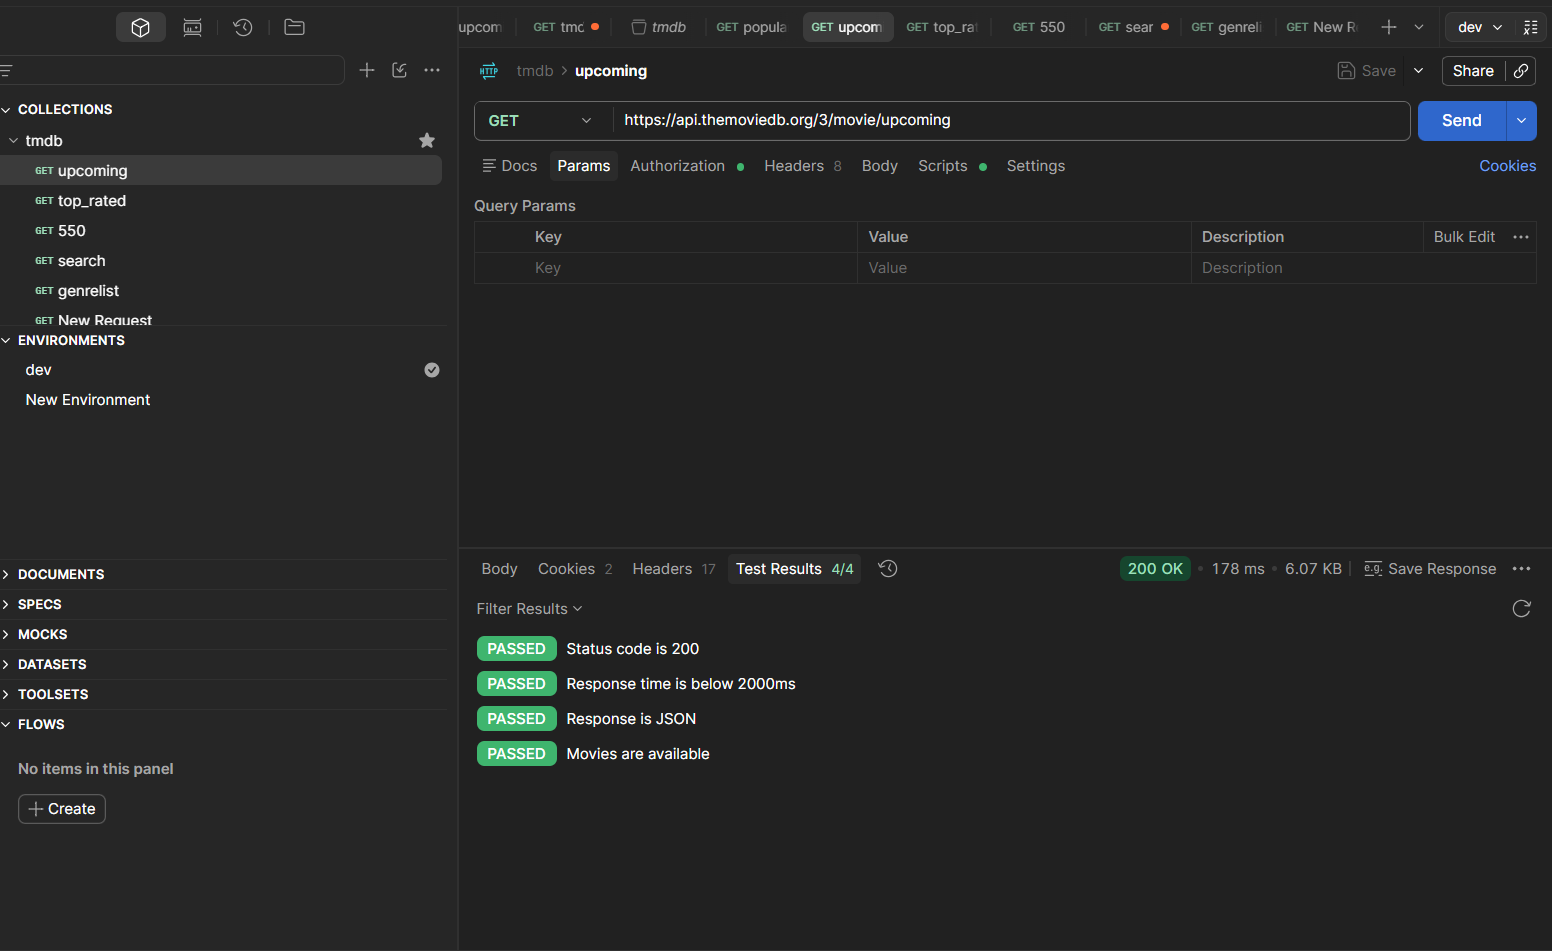 upcom
GET tmc
tmdb
GET popula
GET upcom
GET top_ra
GET 550
GET sear
GET genreli
GET New R
dev
HTTP tmdb > upcoming
Save
Share
COLLECTIONS
tmdb
GET upcoming
GET top_rated
GET 550
GET search
GET genrelist
GET New Request
ENVIRONMENTS
dev
New Environment
DOCUMENTS
SPECS
MOCKS
DATASETS
TOOLSETS
FLOWS
No items in this panel
Create
GET https://api.themoviedb.org/3/movie/upcoming Send
Docs Params Authorization Headers 8 Body Scripts Settings Cookies
Query Params
Key Value Description Bulk Edit
Key Value Description
Body Cookies 2 Headers 17 Test Results 4/4 200 OK 178 ms 6.07 KB e.g. Save Response
Filter Results
PASSED Status code is 200
PASSED Response time is below 2000ms
PASSED Response is JSON
PASSED Movies are available